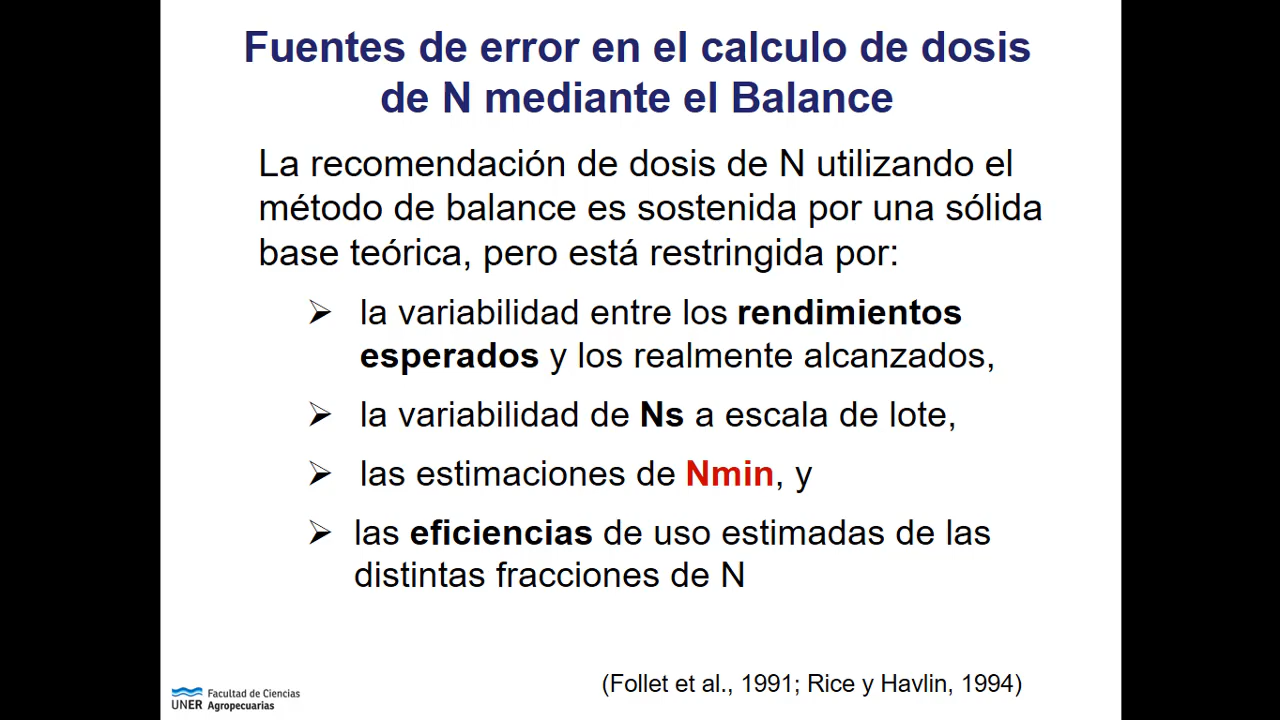 Fuentes de error en el calculo de dosis
de N mediante el Balance
La recomendación de dosis de N utilizando el
método de balance es sostenida por una sólida
base teórica, pero está restringida por:
➢ la variabilidad entre los rendimientos
esperados y los realmente alcanzados,
➢ la variabilidad de Ns a escala de lote,
➢ las estimaciones de Nmin, y
➢ las eficiencias de uso estimadas de las
distintas fracciones de N
(Follet et al., 1991; Rice y Havlin, 1994)
Facultad de Ciencias
UNER Agropecuarias